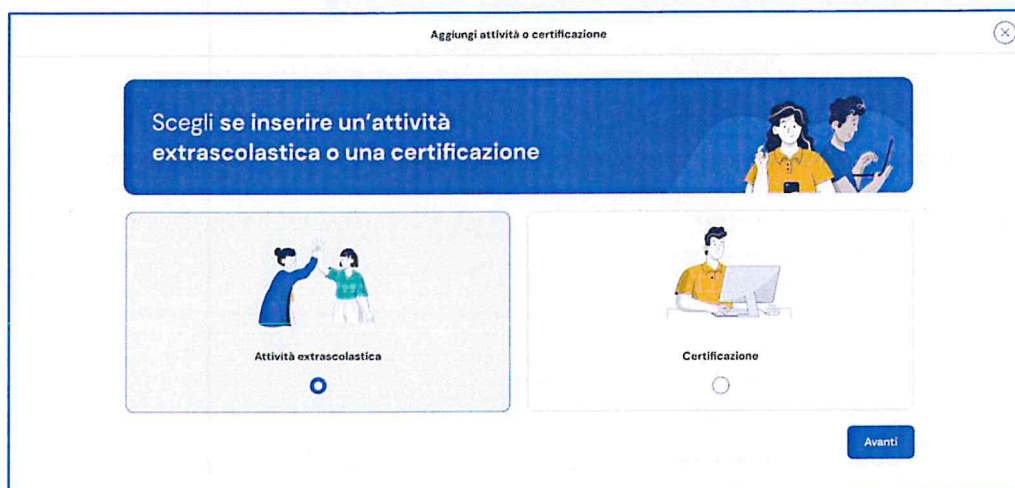 Aggiungi attività o certificazione
Scegli se inserire un'attività
extrascolastica o una certificazione
Attività extrascolastica
Certificazione
Avanti